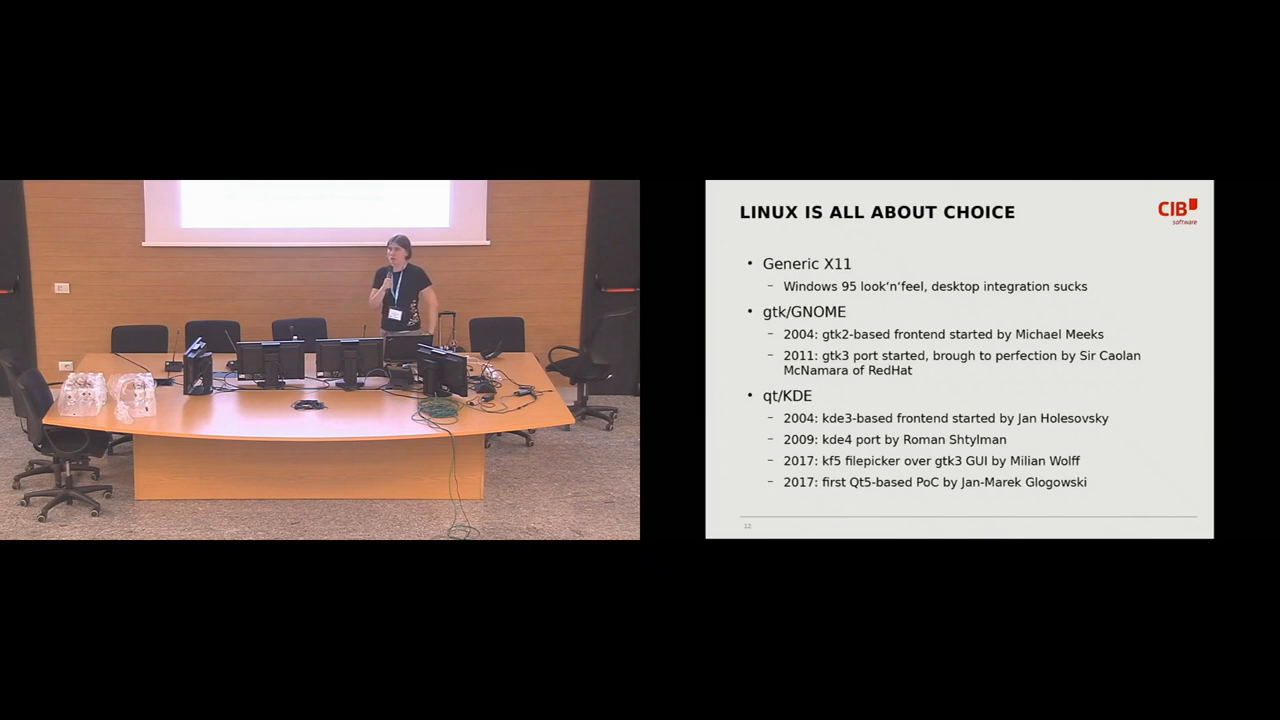 LINUX IS ALL ABOUT CHOICE
CIB
software
• Generic X11
– Windows 95 look‘n‘feel, desktop integration sucks
• gtk/GNOME
– 2004: gtk2-based frontend started by Michael Meeks
– 2011: gtk3 port started, brough to perfection by Sir Caolan
McNamara of RedHat
• qt/KDE
– 2004: kde3-based frontend started by Jan Holesovsky
– 2009: kde4 port by Roman Shtylman
– 2017: kf5 filepicker over gtk3 GUI by Milian Wolff
– 2017: first Qt5-based PoC by Jan-Marek Glogowski
12